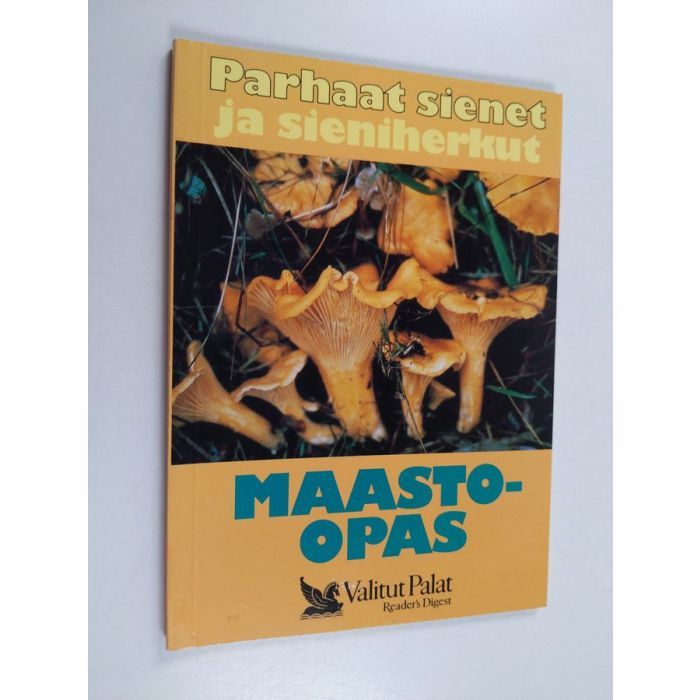 Parhaat sienet
ja sieniherkut
MAASTO-
OPAS
Valitut Palat
Reader's Digest